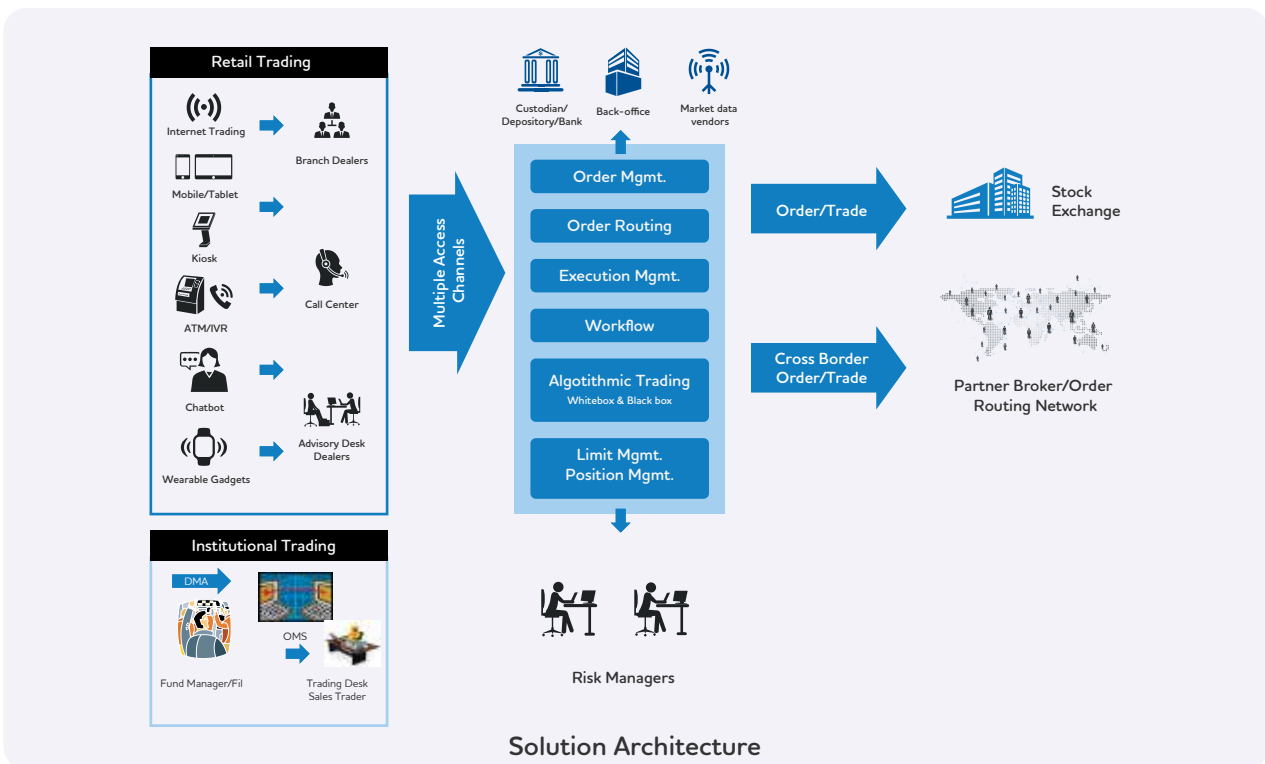 Retail Trading
Internet Trading
Branch Dealers
Mobile/Tablet
Kiosk
Call Center
ATM/IVR
Chatbot
Advisory Desk
Dealers
Wearable Gadgets
Institutional Trading
DMA
OMS
Fund Manager/Fil
Trading Desk
Sales Trader
Multiple Access
Channels
Custodian/
Depository/Bank
Back-office
Market data
vendors
Order Mgmt.
Order Routing
Execution Mgmt.
Workflow
Algotithmic Trading
Whitebox & Black box
Limit Mgmt.
Position Mgmt.
Risk Managers
Order/Trade
Stock
Exchange
Cross Border
Order/Trade
Partner Broker/Order
Routing Network
Solution Architecture